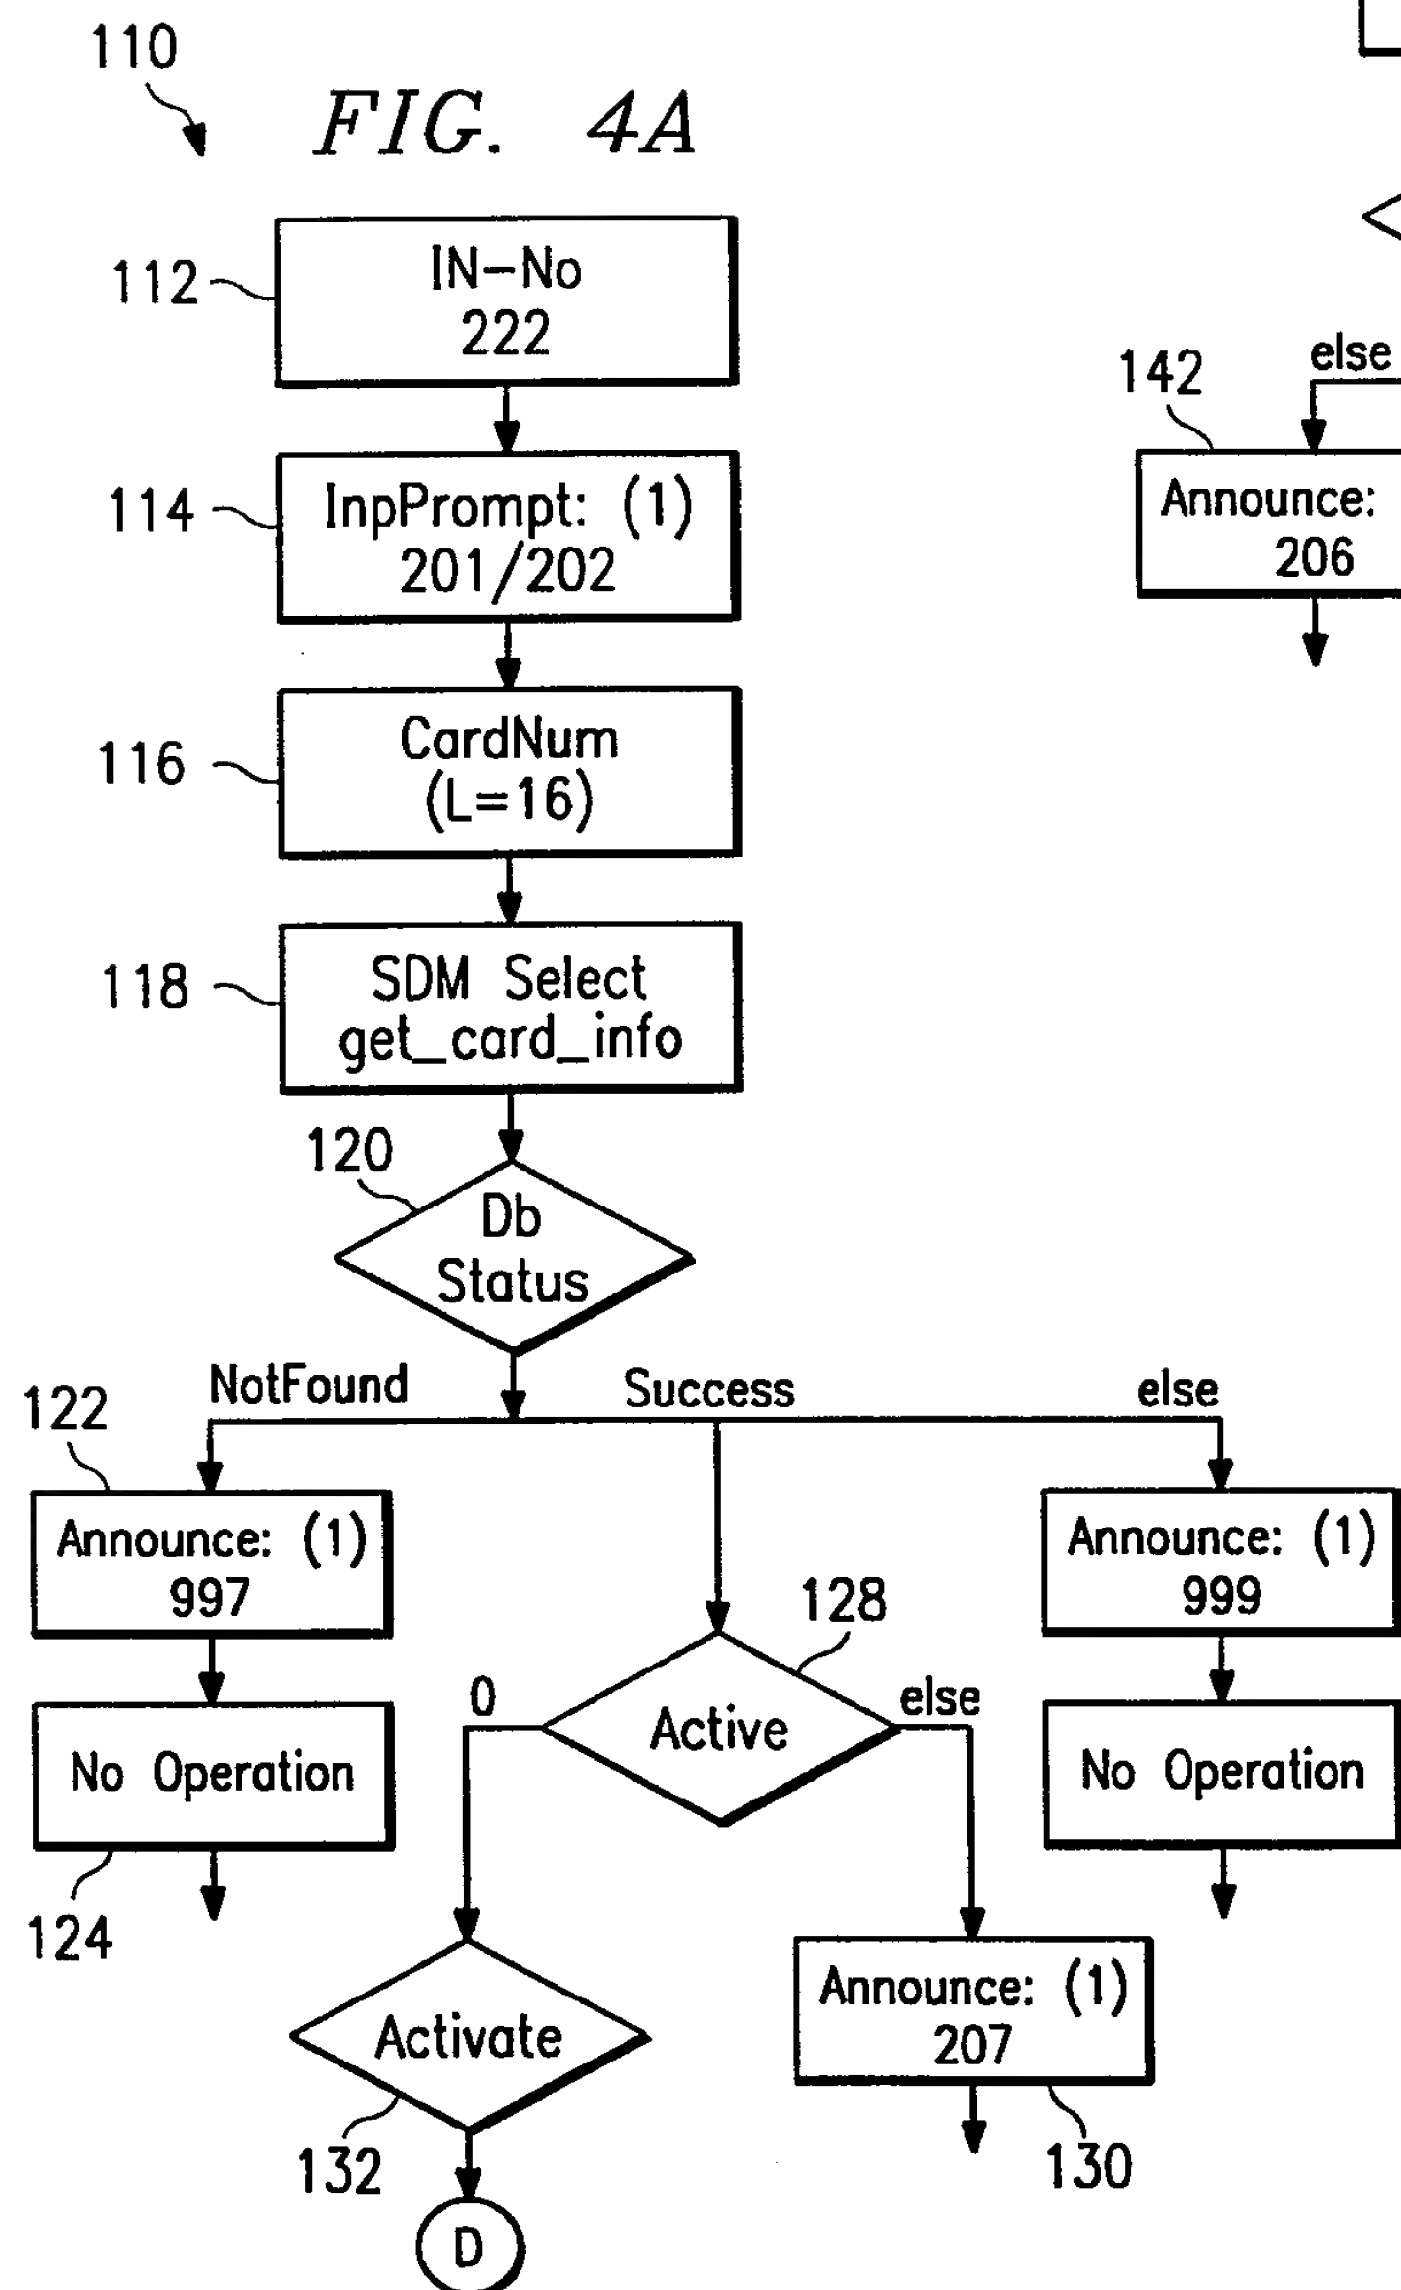 110
FIG. 4A
112
IN-No
222
114
InpPrompt: (1)
201/202
116
CardNum
(L=16)
118
SDM Select
get_card_info
120
Db
Status
NotFound
Success
else
122
Announce: (1)
997
No Operation
124
128
Active
0
else
Activate
132
D
Announce: (1)
207
130
Announce: (1)
999
No Operation
else
142
Announce:
206